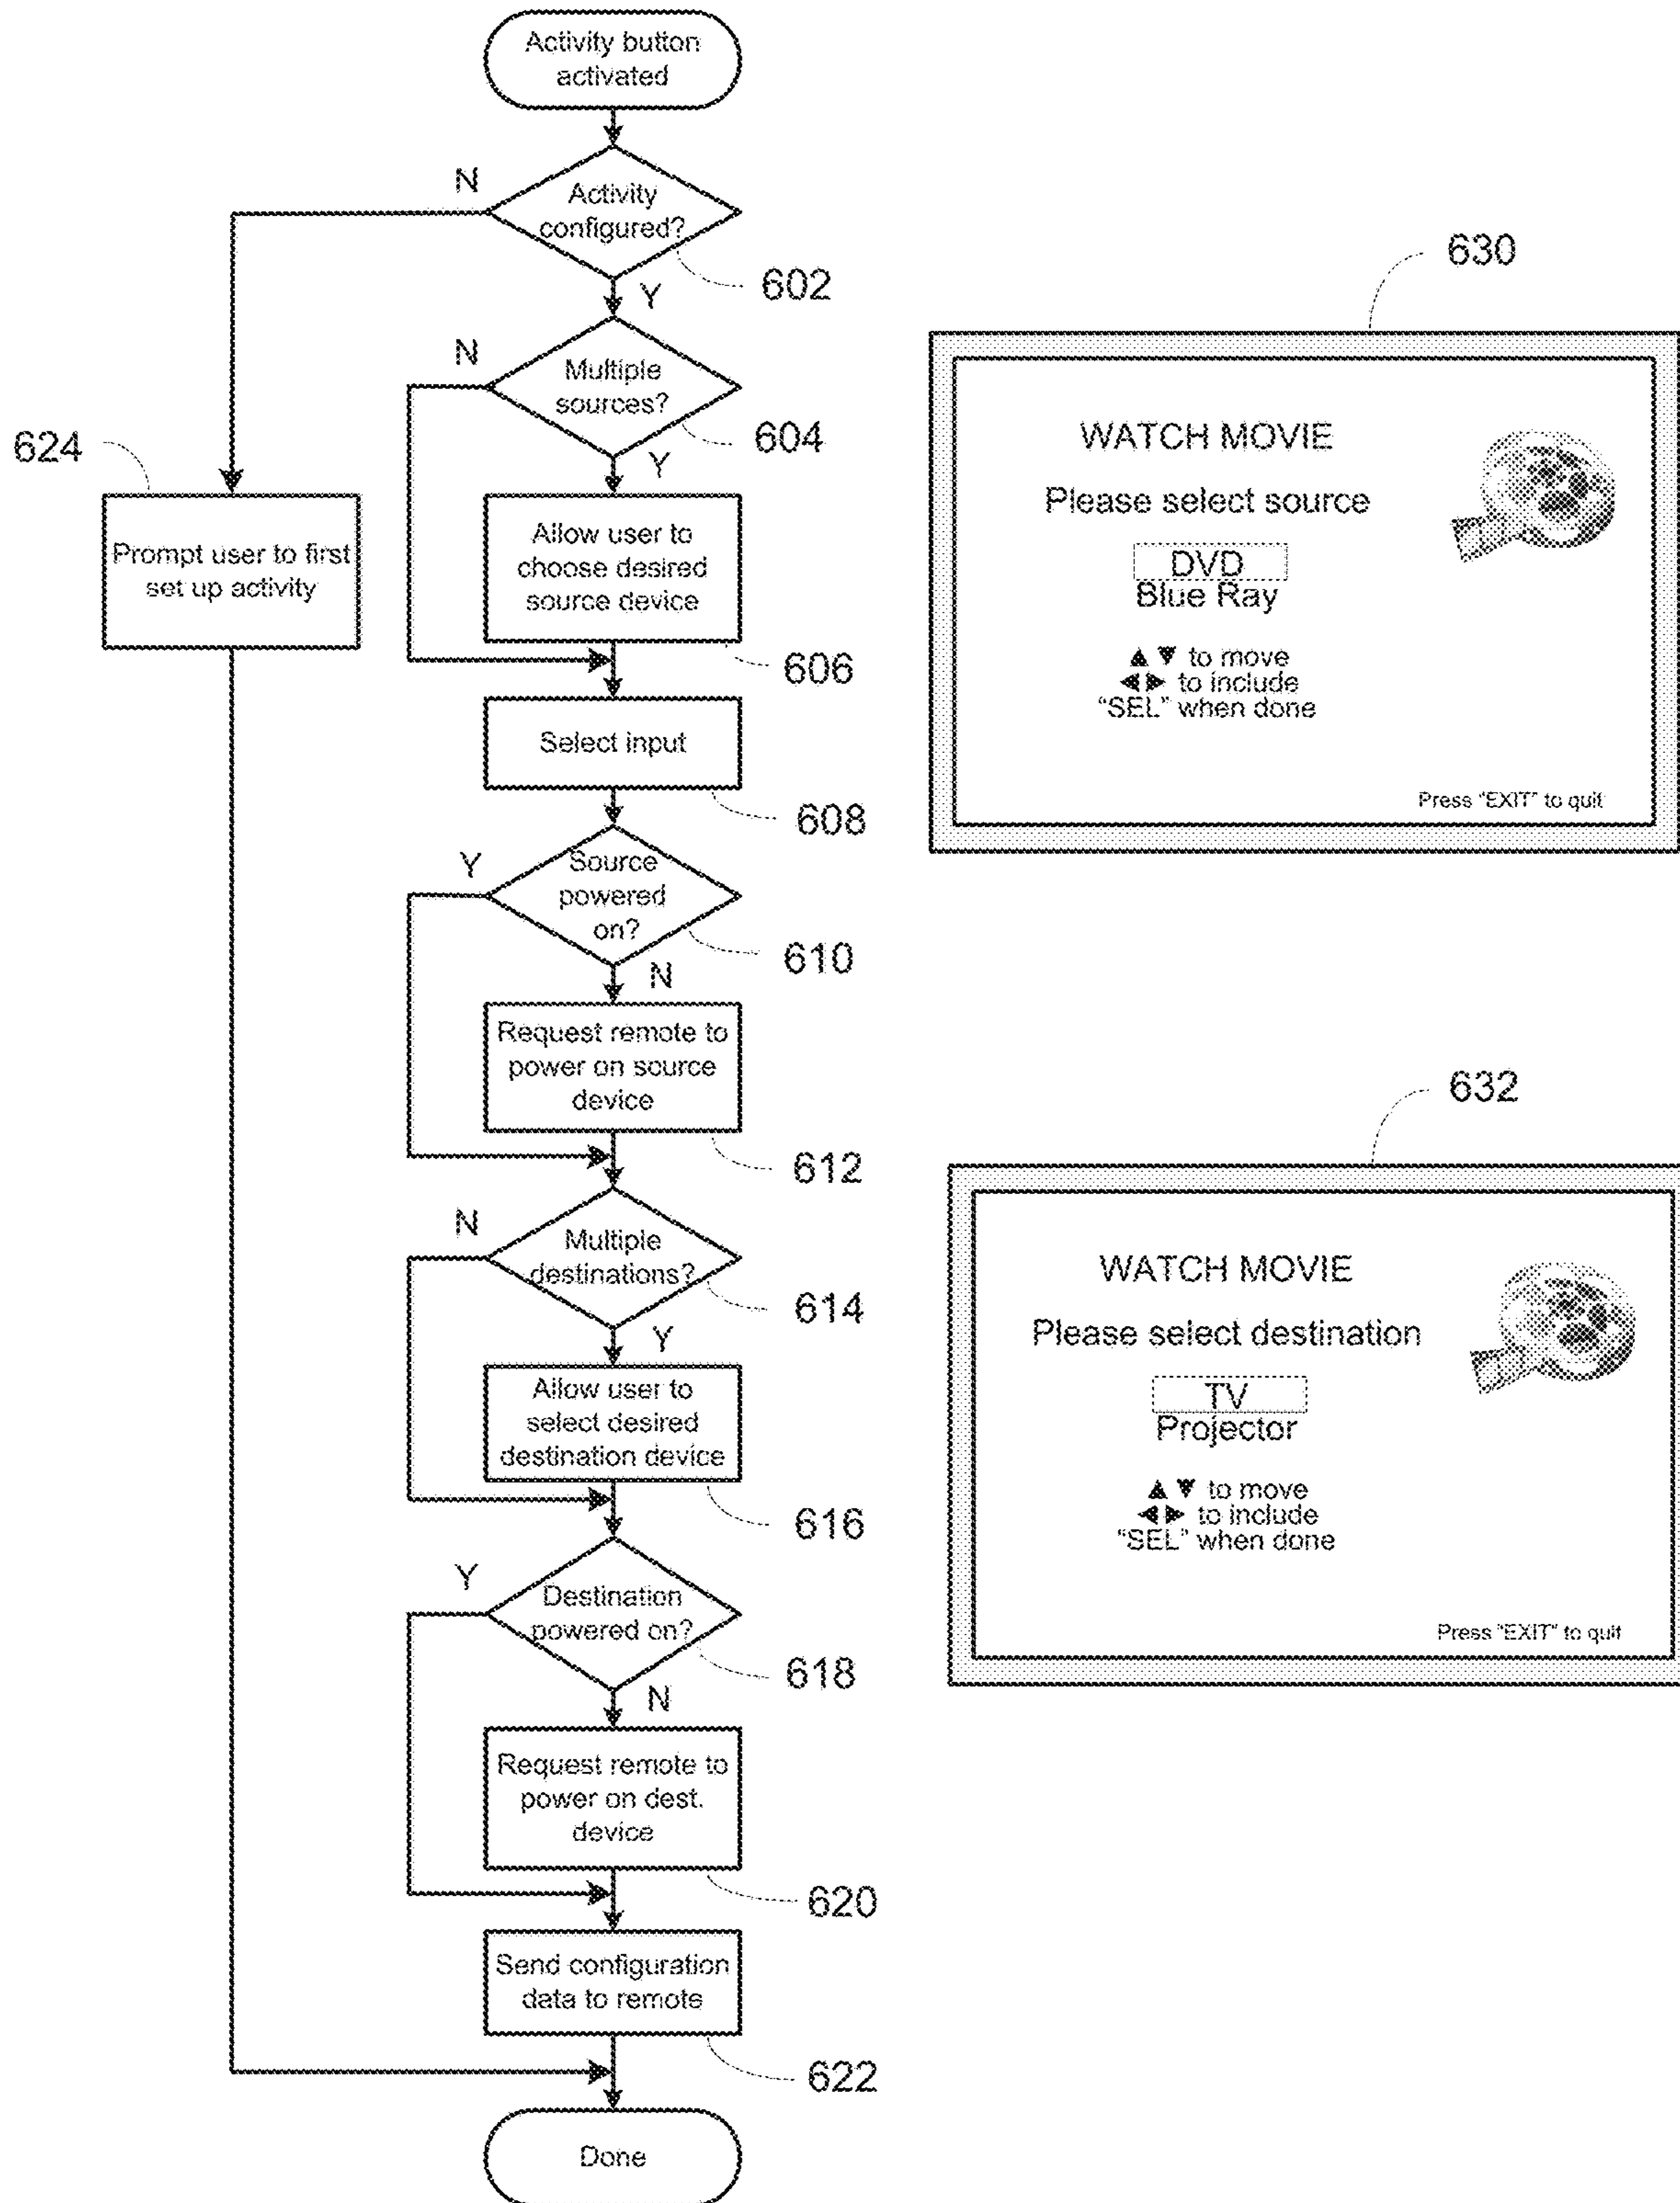 Activity button
activated
N
Activity
configured?
602
Y
N
Multiple
sources?
604
Y
624
Prompt user to first
set up activity
Allow user to
choose desired
source device
606
Select input
608
Y
Source
powered
on?
610
N
Request remote to
power on source
device
612
N
Multiple
destinations?
614
Y
Allow user to
select desired
destination device
616
Y
Destination
powered on?
618
N
Request remote to
power on dest.
device
620
Send configuration
data to remote
622
Done
630
WATCH MOVIE
Please select source
DVD
Blue Ray
▲ ▼ to move
◀▶ to include
"SEL" when done
Press "EXIT" to quit
632
WATCH MOVIE
Please select destination
TV
Projector
▲ ▼ to move
◀▶ to include
"SEL" when done
Press "EXIT" to quit